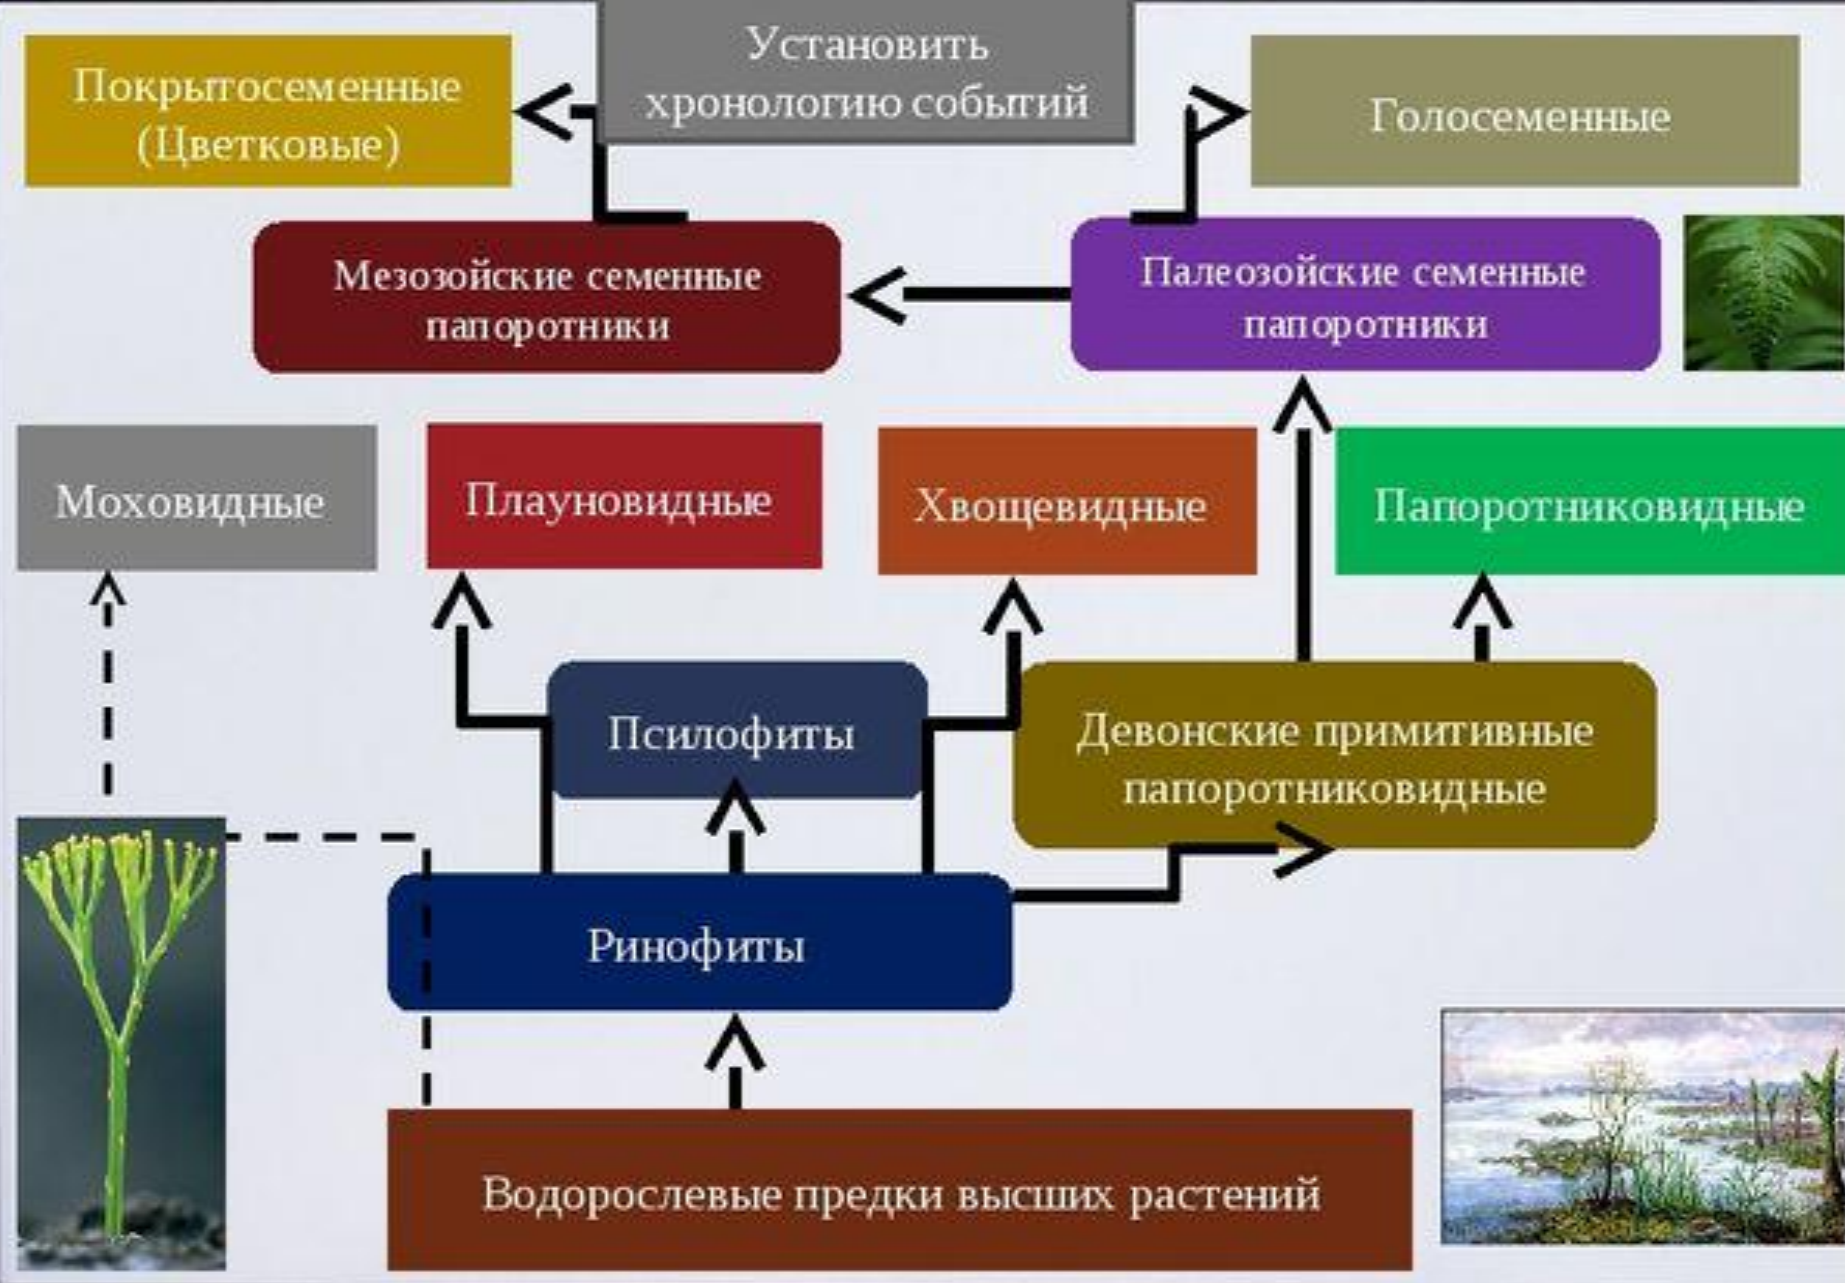 Установить
хронологию событий
Покрытосеменные
(Цветковые)
Голосеменные
Мезозойские семенные
папоротники
Палеозойские семенные
папоротники
Моховидные
Плауновидные
Хвощевидные
Папоротниковидные
Псилофиты
Девонские примитивные
папоротниковидные
Ринофиты
Водорослевые предки высших растений